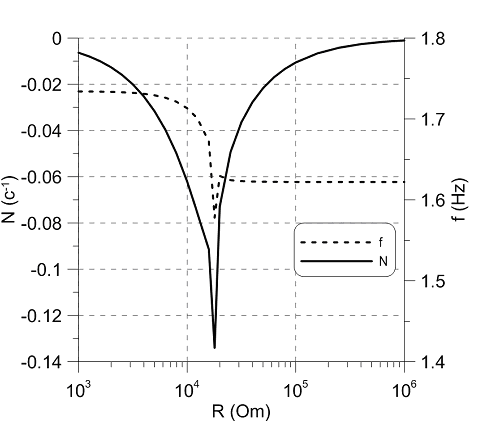 0
-0.02
-0.04
-0.06
-0.08
-0.1
-0.12
-0.14
N (c⁻¹)
1.8
1.7
1.6
1.5
1.4
f (Hz)
f
N
10³ 10⁴ 10⁵ 10⁶
R (Om)